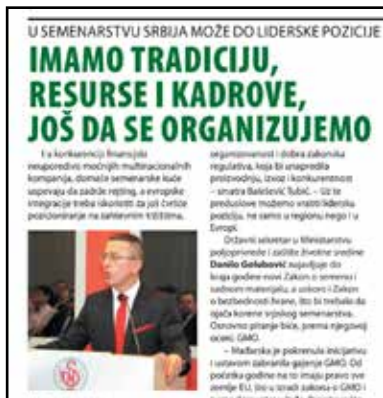 U SEMENARSTVU SRBIJA MOŽE DO LIDERSKE POZICIJE
IMAMO TRADICIJU,
RESURSE I KADROVE,
JOŠ DA SE ORGANIZUJEMO
I u konkurenciji finansijski
neuporedivo moćnijih multinacionalnih
kompanija, domaće semenarske kuće
uspevaju da zadrže rejting, a evropske
integracije treba iskoristiti za još čvršće
pozicioniranje na zahtevnim tržištima.
organizovanost i dobra zakonska
regulativa, koja bi unapredila
proizvodnju, izvoz i konkurentnost
– smatra Balešević Tubić. – Uz te
preduslove možemo vratiti lidersku
poziciju, ne samo u regionu nego i u
Evropi.
Državni sekretar u Ministarstvu
poljoprivrede i zaštite životne sredine
Danilo Golubović najavljuje do
kraja godine novi Zakon o semenu i
sadnom materijalu, a uskoro i Zakon
o bezbednosti hrane, što bi trebalo da
ojača korene srpskog semenarstva.
Osnovno pitanje biće, prema njegovoj
oceni, GMO.
– Mađarska je pokrenula inicijativu
i ustavom zabranila gajenje GMO. Od
početka godine na to imaju pravo sve
zemlje EU, što u izradi zakona o GMO i